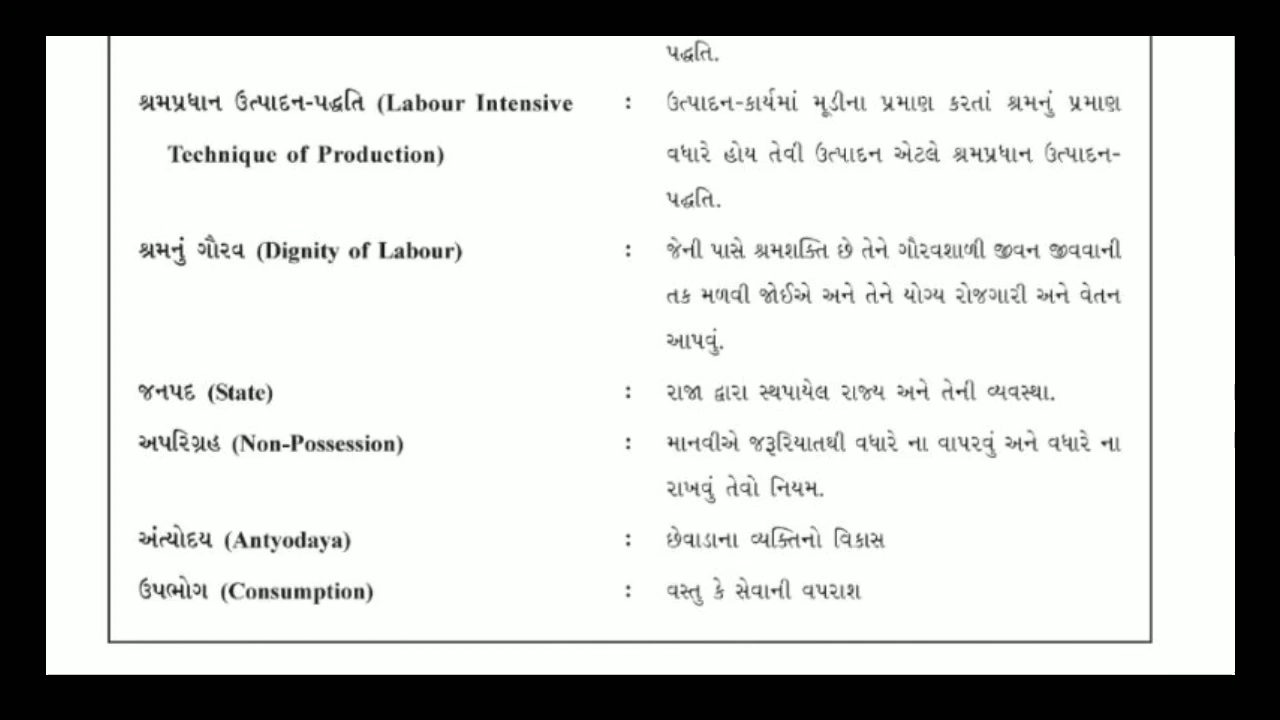 પદ્ધતિ.
શ્રમપ્રધાન ઉત્પાદન-પદ્ધતિ (Labour Intensive : ઉત્પાદન-કાર્યમાં મૂડીના પ્રમાણ કરતાં શ્રમનું પ્રમાણ
Technique of Production) વધારે હોય તેવી ઉત્પાદન એટલે શ્રમપ્રધાન ઉત્પાદન-
પદ્ધતિ.
શ્રમનું ગૌરવ (Dignity of Labour) : જેની પાસે શ્રમશક્તિ છે તેને ગૌરવશાળી જીવન જીવવાની
તક મળવી જોઈએ અને તેને યોગ્ય રોજગારી અને વેતન
આપવું.
જનપદ (State) : રાજા દ્વારા સ્થપાયેલ રાજ્ય અને તેની વ્યવસ્થા.
અપરિગ્રહ (Non-Possession) : માનવીએ જરૂરિયાતથી વધારે ના વાપરવું અને વધારે ના
રાખવું તેવો નિયમ.
અંત્યોદય (Antyodaya) : છેવાડાના વ્યક્તિનો વિકાસ
ઉપભોગ (Consumption) : વસ્તુ કે સેવાની વપરાશ